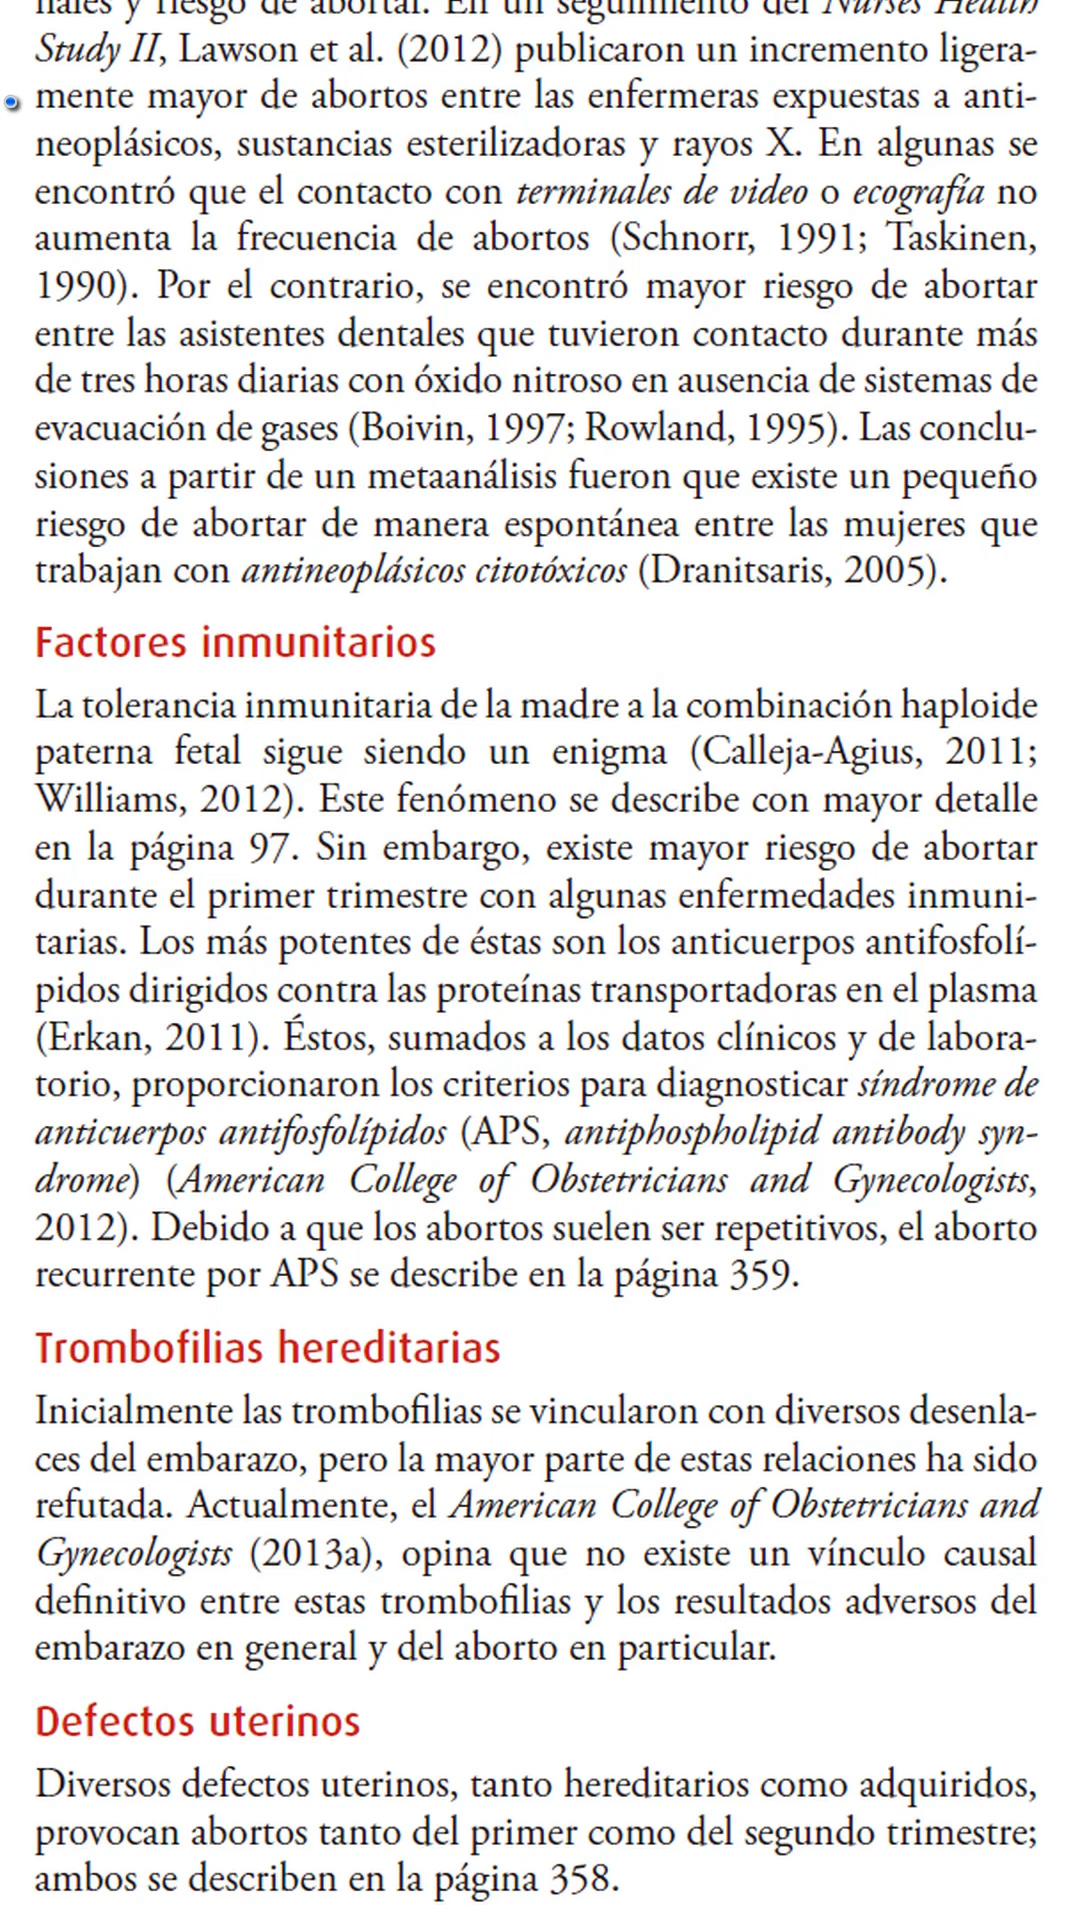 nales y riesgo de abortar. En un seguimiento del Nurses Health
Study II, Lawson et al. (2012) publicaron un incremento ligera-
mente mayor de abortos entre las enfermeras expuestas a anti-
neoplásicos, sustancias esterilizadoras y rayos X. En algunas se
encontró que el contacto con terminales de video o ecografía no
aumenta la frecuencia de abortos (Schnorr, 1991; Taskinen,
1990). Por el contrario, se encontró mayor riesgo de abortar
entre las asistentes dentales que tuvieron contacto durante más
de tres horas diarias con óxido nitroso en ausencia de sistemas de
evacuación de gases (Boivin, 1997; Rowland, 1995). Las conclu-
siones a partir de un metaanálisis fueron que existe un pequeño
riesgo de abortar de manera espontánea entre las mujeres que
trabajan con antineoplásicos citotóxicos (Dranitsaris, 2005).
Factores inmunitarios
La tolerancia inmunitaria de la madre a la combinación haploide
paterna fetal sigue siendo un enigma (Calleja-Agius, 2011;
Williams, 2012). Este fenómeno se describe con mayor detalle
en la página 97. Sin embargo, existe mayor riesgo de abortar
durante el primer trimestre con algunas enfermedades inmuni-
tarias. Los más potentes de éstas son los anticuerpos antifosfolí-
pidos dirigidos contra las proteínas transportadoras en el plasma
(Erkan, 2011). Éstos, sumados a los datos clínicos y de labora-
torio, proporcionaron los criterios para diagnosticar síndrome de
anticuerpos antifosfolípidos (APS, antiphospholipid antibody syn-
drome) (American College of Obstetricians and Gynecologists,
2012). Debido a que los abortos suelen ser repetitivos, el aborto
recurrente por APS se describe en la página 359.
Trombofilias hereditarias
Inicialmente las trombofilias se vincularon con diversos desenla-
ces del embarazo, pero la mayor parte de estas relaciones ha sido
refutada. Actualmente, el American College of Obstetricians and
Gynecologists (2013a), opina que no existe un vínculo causal
definitivo entre estas trombofilias y los resultados adversos del
embarazo en general y del aborto en particular.
Defectos uterinos
Diversos defectos uterinos, tanto hereditarios como adquiridos,
provocan abortos tanto del primer como del segundo trimestre;
ambos se describen en la página 358.